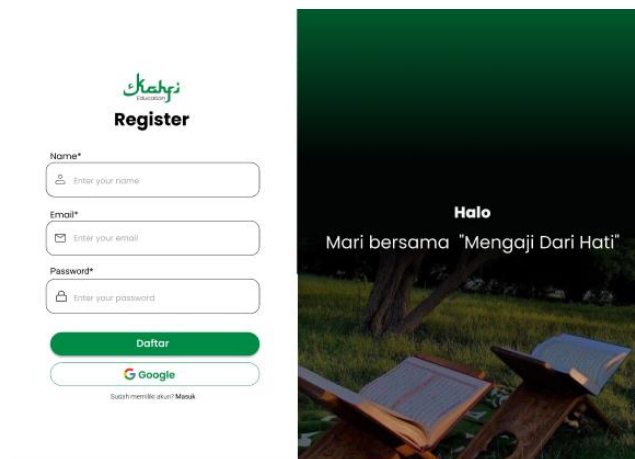 Kahfi
Education
Register
Name*
Enter your name
Email*
Enter your email
Password*
Enter your password
Daftar
Google
Sudah memiliki akun? Masuk
Halo
Mari bersama "Mengaji Dari Hati"